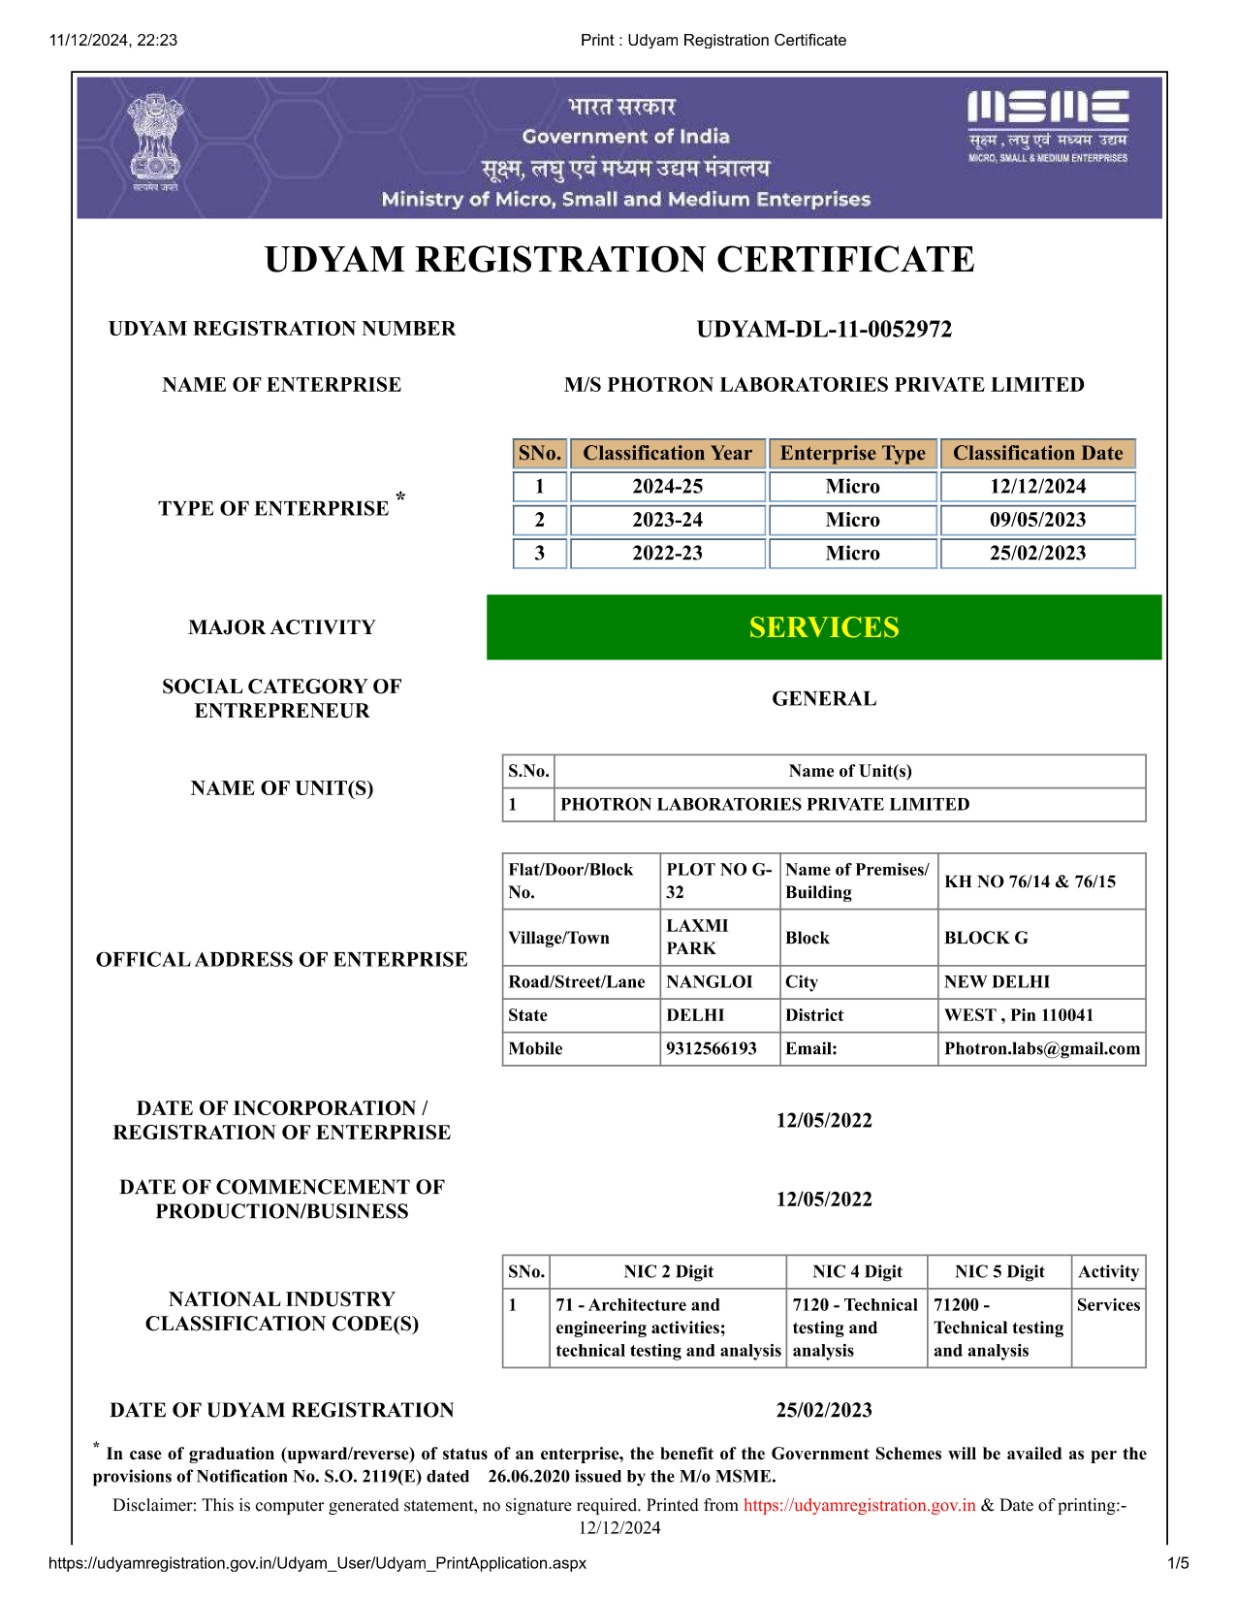 11/12/2024, 22:23 Print : Udyam Registration Certificate
सत्यमेव जयते
भारत सरकार
Government of India
सूक्ष्म, लघु एवं मध्यम उद्यम मंत्रालय
Ministry of Micro, Small and Medium Enterprises
MSME
सूक्ष्म , लघु एवं मध्यम उद्यम
MICRO, SMALL & MEDIUM ENTERPRISES
UDYAM REGISTRATION CERTIFICATE
UDYAM REGISTRATION NUMBER UDYAM-DL-11-0052972
NAME OF ENTERPRISE M/S PHOTRON LABORATORIES PRIVATE LIMITED
TYPE OF ENTERPRISE *
SNo. Classification Year Enterprise Type Classification Date
1 2024-25 Micro 12/12/2024
2 2023-24 Micro 09/05/2023
3 2022-23 Micro 25/02/2023
MAJOR ACTIVITY SERVICES
SOCIAL CATEGORY OF
ENTREPRENEUR
GENERAL
NAME OF UNIT(S)
S.No. Name of Unit(s)
1 PHOTRON LABORATORIES PRIVATE LIMITED
OFFICAL ADDRESS OF ENTERPRISE
Flat/Door/Block
No.
PLOT NO G-
32
Name of Premises/
Building
KH NO 76/14 & 76/15
Village/Town
LAXMI
PARK
Block BLOCK G
Road/Street/Lane NANGLOI City NEW DELHI
State DELHI District WEST , Pin 110041
Mobile 9312566193 Email: Photron.labs@gmail.com
DATE OF INCORPORATION /
REGISTRATION OF ENTERPRISE
12/05/2022
DATE OF COMMENCEMENT OF
PRODUCTION/BUSINESS
12/05/2022
NATIONAL INDUSTRY
CLASSIFICATION CODE(S)
SNo. NIC 2 Digit NIC 4 Digit NIC 5 Digit Activity
1
71 - Architecture and
engineering activities;
technical testing and analysis
7120 - Technical
testing and
analysis
71200 -
Technical testing
and analysis
Services
DATE OF UDYAM REGISTRATION 25/02/2023
* In case of graduation (upward/reverse) of status of an enterprise, the benefit of the Government Schemes will be availed as per the
provisions of Notification No. S.O. 2119(E) dated 26.06.2020 issued by the M/o MSME.
Disclaimer: This is computer generated statement, no signature required. Printed from https://udyamregistration.gov.in & Date of printing:-
12/12/2024
https://udyamregistration.gov.in/Udyam_User/Udyam_PrintApplication.aspx 1/5